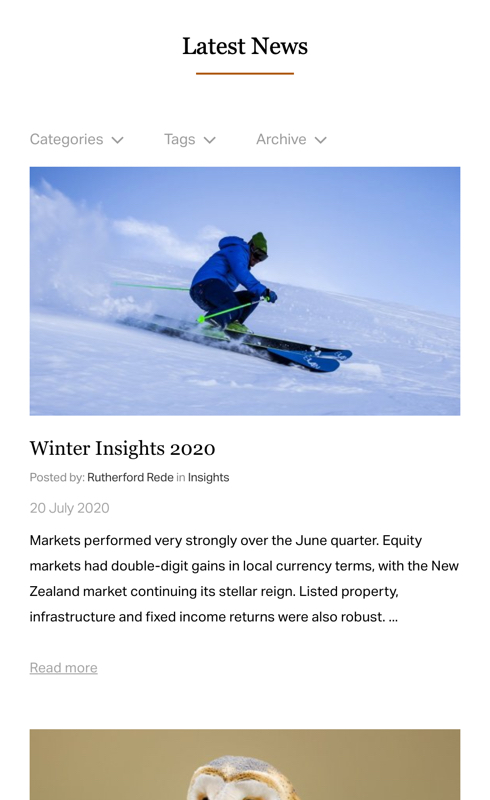 Latest News
Categories Tags Archive
Winter Insights 2020
Posted by: Rutherford Rede in Insights
20 July 2020
Markets performed very strongly over the June quarter. Equity
markets had double-digit gains in local currency terms, with the New
Zealand market continuing its stellar reign. Listed property,
infrastructure and fixed income returns were also robust. ...
Read more